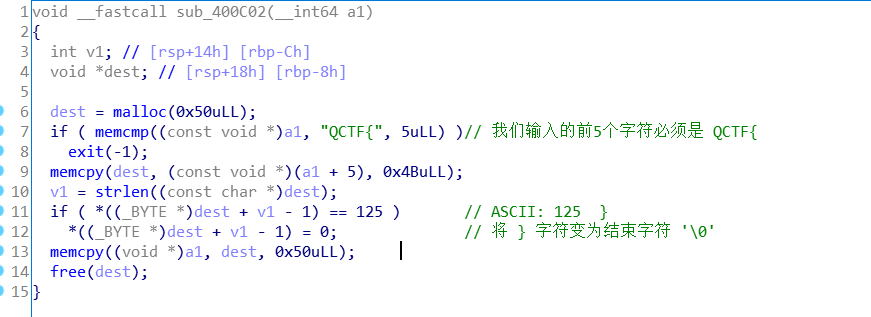 1 void __fastcall sub_400C02(__int64 a1)
2 {
3   int v1; // [rsp+14h] [rbp-Ch]
4   void *dest; // [rsp+18h] [rbp-8h]
5
6   dest = malloc(0x50uLL);
7   if ( memcmp((const void *)a1, "QCTF{", 5uLL) )// 我们输入的前5个字符必须是 QCTF{
8     exit(-1);
9   memcpy(dest, (const void *)(a1 + 5), 0x4BuLL);
10   v1 = strlen((const char *)dest);
11   if ( *((_BYTE *)dest + v1 - 1) == 125 )       // ASCII: 125  }
12     *((_BYTE *)dest + v1 - 1) = 0;              // 将 } 字符变为结束字符 '\0'
13   memcpy((void *)a1, dest, 0x50uLL);
14   free(dest);
15 }